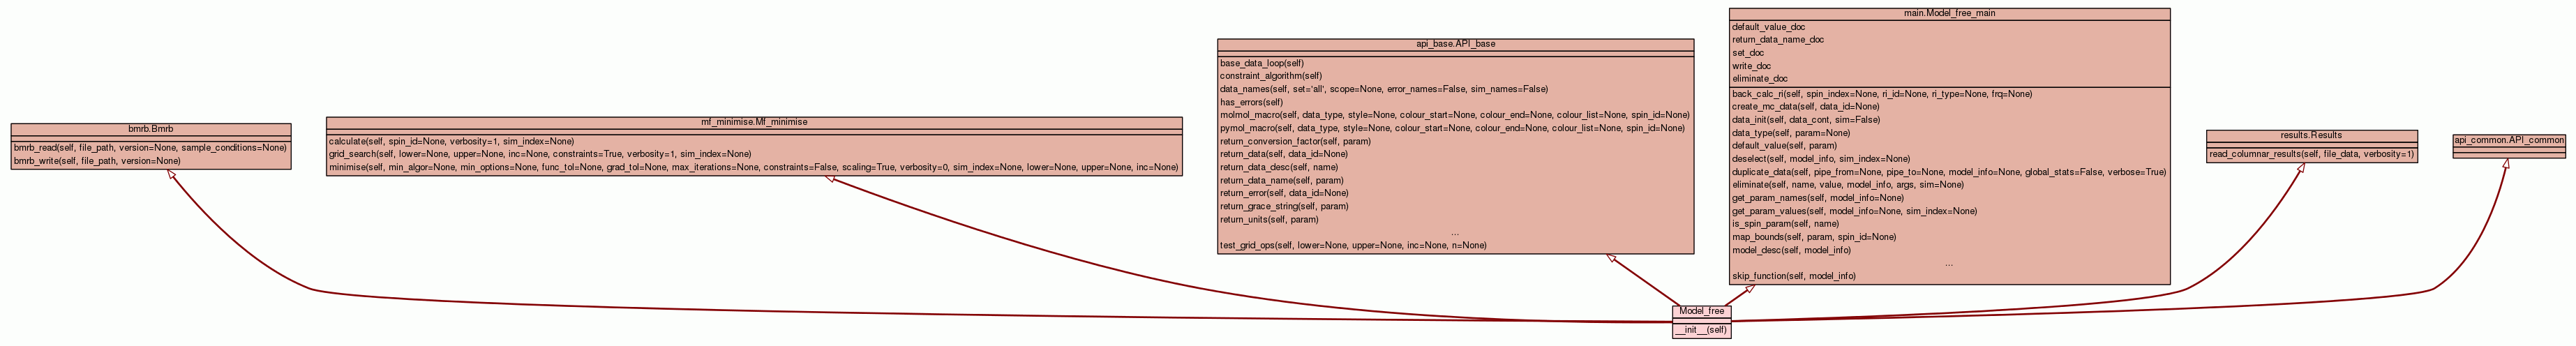 bmrb.Bmrb
bmrb_read(self, file_path, version=None, sample_conditions=None)
bmrb_write(self, file_path, version=None)
mf_minimise.Mf_minimise
calculate(self, spin_id=None, verbosity=1, sim_index=None)
grid_search(self, lower=None, upper=None, inc=None, constraints=True, verbosity=1, sim_index=None)
minimise(self, min_algor=None, min_options=None, func_tol=None, grad_tol=None, max_iterations=None, constraints=False, scaling=True, verbosity=0, sim_index=None, lower=None, upper=None, inc=None)
api_base.API_base
base_data_loop(self)
constraint_algorithm(self)
data_names(self, set='all', scope=None, error_names=False, sim_names=False)
has_errors(self)
molmol_macro(self, data_type, style=None, colour_start=None, colour_end=None, colour_list=None, spin_id=None)
pymol_macro(self, data_type, style=None, colour_start=None, colour_end=None, colour_list=None, spin_id=None)
return_conversion_factor(self, param)
return_data(self, data_id=None)
return_data_desc(self, name)
return_data_name(self, param)
return_error(self, data_id=None)
return_grace_string(self, param)
return_units(self, param)
...
test_grid_ops(self, lower=None, upper=None, inc=None, n=None)
main.Model_free_main
default_value_doc
return_data_name_doc
set_doc
write_doc
eliminate_doc
back_calc_ri(self, spin_index=None, ri_id=None, ri_type=None, frq=None)
create_mc_data(self, data_id=None)
data_init(self, data_cont, sim=False)
data_type(self, param=None)
default_value(self, param)
deselect(self, model_info, sim_index=None)
duplicate_data(self, pipe_from=None, pipe_to=None, model_info=None, global_stats=False, verbose=True)
eliminate(self, name, value, model_info, args, sim=None)
get_param_names(self, model_info=None)
get_param_values(self, model_info=None, sim_index=None)
is_spin_param(self, name)
map_bounds(self, param, spin_id=None)
model_desc(self, model_info)
...
skip_function(self, model_info)
results.Results
read_columnar_results(self, file_data, verbosity=1)
api_common.API_common
Model_free
__init__(self)